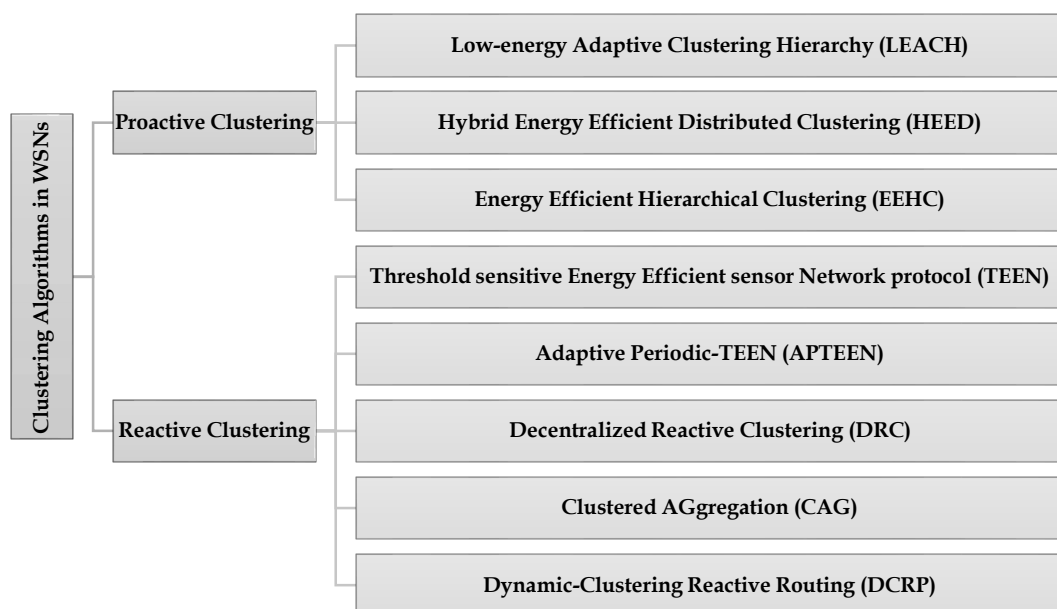 Clustering Algorithms in WSNs
Proactive Clustering
Low-energy Adaptive Clustering Hierarchy (LEACH)
Hybrid Energy Efficient Distributed Clustering (HEED)
Energy Efficient Hierarchical Clustering (EEHC)
Reactive Clustering
Threshold sensitive Energy Efficient sensor Network protocol (TEEN)
Adaptive Periodic-TEEN (APTEEN)
Decentralized Reactive Clustering (DRC)
Clustered AGgregation (CAG)
Dynamic-Clustering Reactive Routing (DCRP)